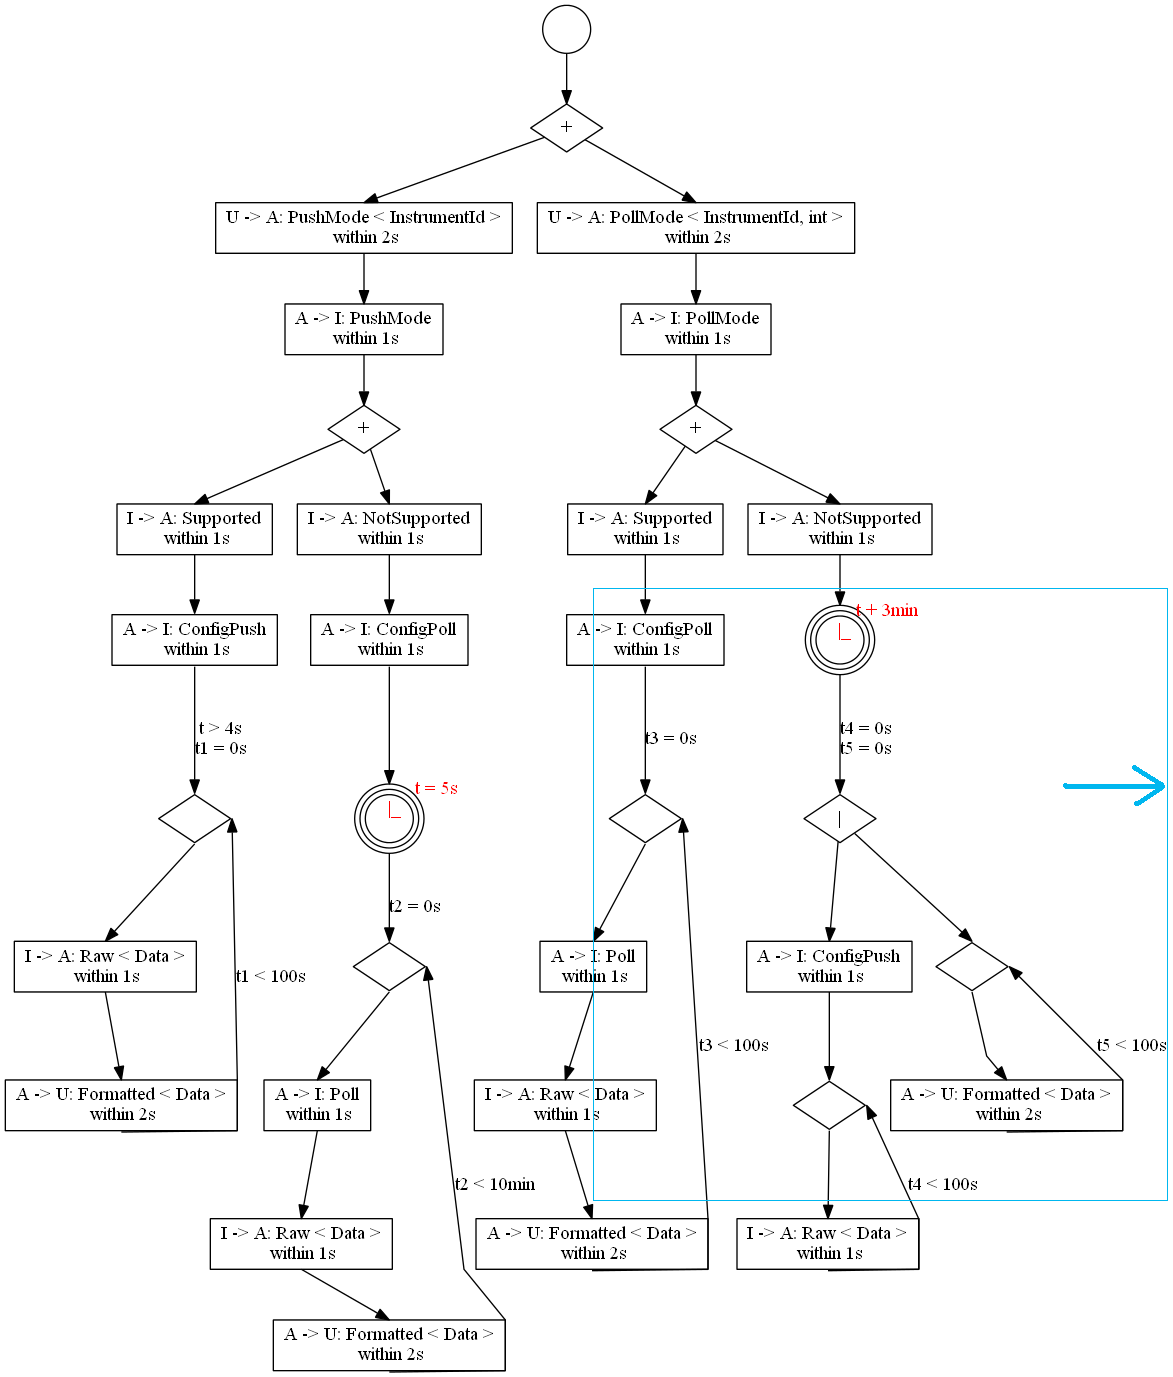 +
U -> A: PushMode < InstrumentId >
within 2s
U -> A: PollMode < InstrumentId, int >
within 2s
A -> I: PushMode
within 1s
A -> I: PollMode
within 1s
+
+
I -> A: Supported
within 1s
I -> A: NotSupported
within 1s
I -> A: Supported
within 1s
I -> A: NotSupported
within 1s
A -> I: ConfigPush
within 1s
A -> I: ConfigPoll
within 1s
A -> I: ConfigPoll
within 1s
t + 3min
t > 4s
t1 = 0s
t3 = 0s
t4 = 0s
t5 = 0s
t = 5s
|
t2 = 0s
I -> A: Raw < Data >
within 1s
t1 < 100s
A -> I: Poll
within 1s
A -> I: ConfigPush
within 1s
t3 < 100s
t5 < 100s
A -> U: Formatted < Data >
within 2s
A -> I: Poll
within 1s
I -> A: Raw < Data >
within 1s
A -> U: Formatted < Data >
within 2s
t2 < 10min
t4 < 100s
I -> A: Raw < Data >
within 1s
A -> U: Formatted < Data >
within 2s
I -> A: Raw < Data >
within 1s
A -> U: Formatted < Data >
within 2s